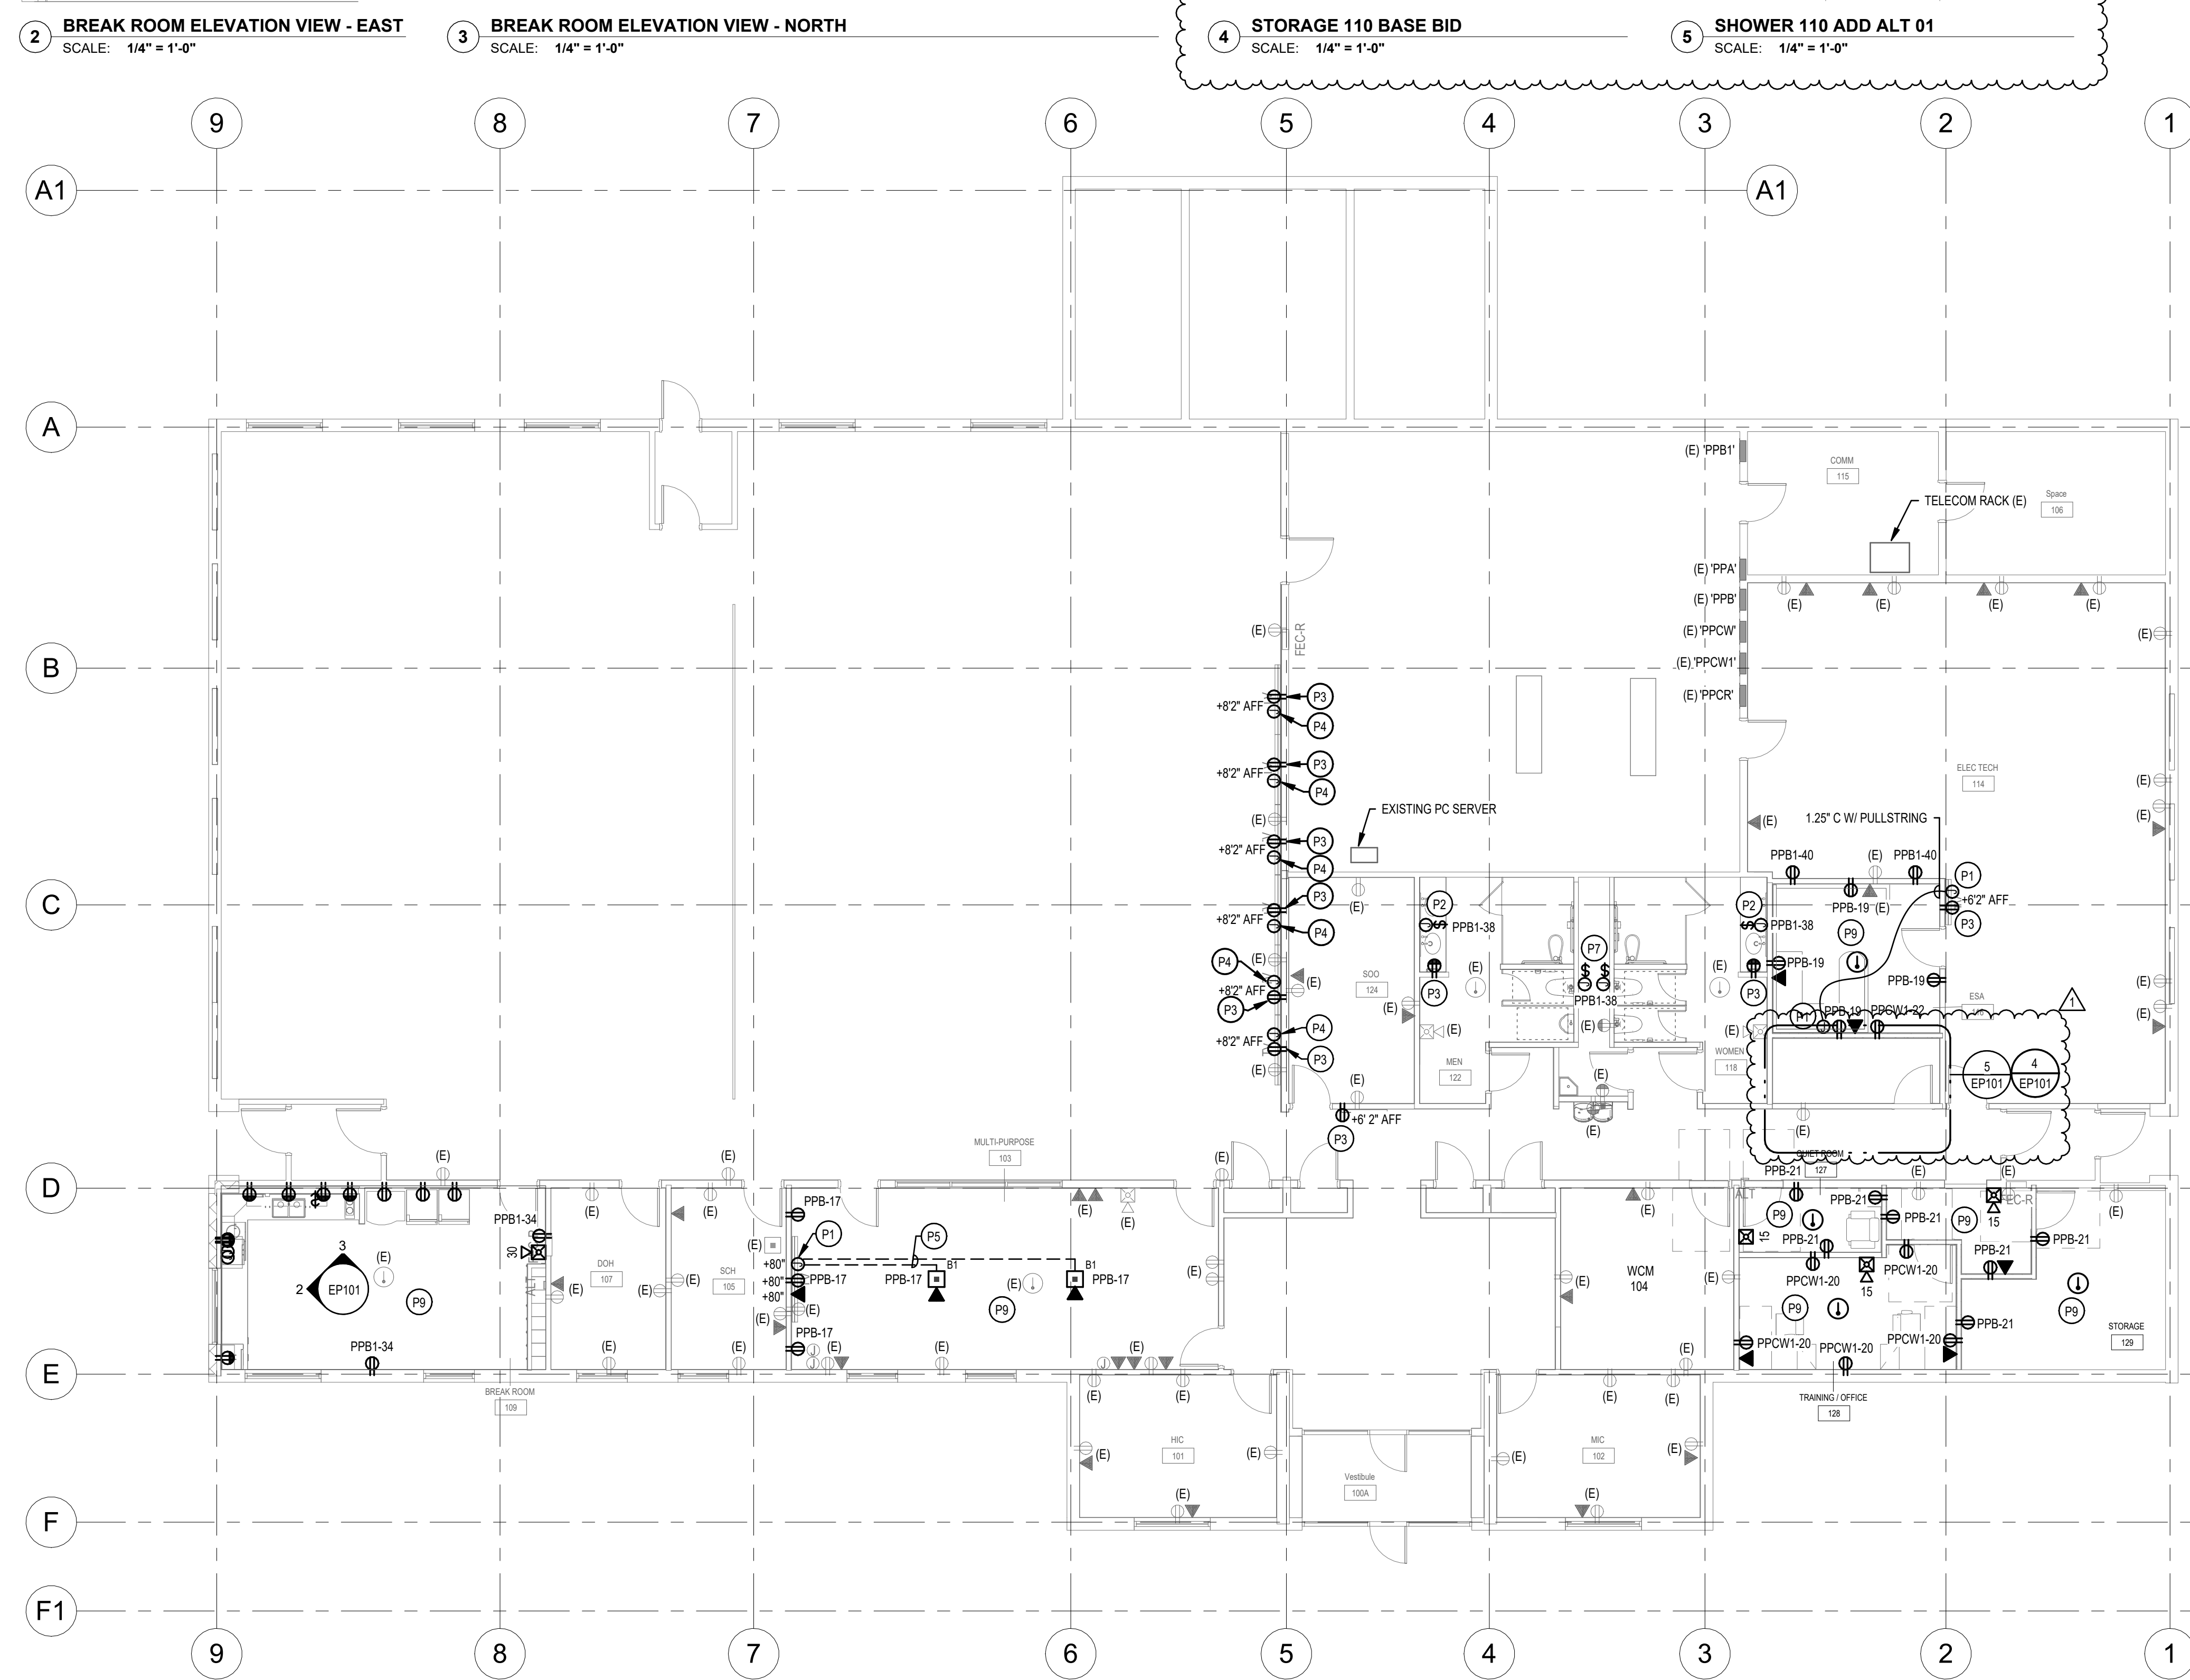 2 BREAK ROOM ELEVATION VIEW - EAST
SCALE: 1/4" = 1'-0"
3 BREAK ROOM ELEVATION VIEW - NORTH
SCALE: 1/4" = 1'-0"
4 STORAGE 110 BASE BID
SCALE: 1/4" = 1'-0"
5 SHOWER 110 ADD ALT 01
SCALE: 1/4" = 1'-0"
9 8 7 6 5 4 3 2 1
A1 A1
A
(E) 'PPB1'
COMM
115
Space
106
TELECOM RACK (E)
(E) 'PPA'
(E) 'PPB'
(E) (E) (E) (E)
(E) 'PPCW'
(E)
FEC-R
(E)
B
(E) 'PPCW1'
(E) 'PPCR'
P3
+8'2" AFF
P4
P3
+8'2" AFF
P4
ELEC TECH
114
(E)
EXISTING PC SERVER
(E)
1.25" C W/ PULLSTRING
(E)
(E)
P3
+8'2" AFF
P4
PPB1-40
(E)
PPB1-40
P1
C
P3
+8'2" AFF
P4
(E)
P2
PPB1-38
P2
PPB1-38
PPB-19
(E)
+6'2" AFF
P3
P9
P7
(E)
P4
+8'2" AFF
P3
(E)
SOO
124
(E)
P3
(E)
PPB1-38
(E)
P3
PPB-19
PPB-19
(E)
ESA
(E)
P4
+8'2" AFF
P3
(E)
(E)
(E)
(E)
P1
PPB-19
PPCW1-22
1
(E)
MEN
122
WOMEN
118
5
EP101
4
EP101
(E)
(E)
+6' 2" AFF
P3
(E)
(E)
(E)
MULTI-PURPOSE
103
(E)
(E)
(E)
QUIET ROOM
127
PPB-21
(E)
(E)
D
PPB1-34
30
(E)
(E)
PPB-17
P1
P5
(E)
(E)
(E)
ALT
P9
15
PPB-21
PPB-21
P9
15
FEC-R
(E)
3
2 EP101
(E)
P9
ALT
DOH
107
(E)
(E)
SCH
105
(E)
+80"
+80"
+80"
PPB-17
(E)
(E)
PPB-17
B1
(E)
P9
B1
PPB-17
(E)
(E)
WCM
104
(E)
PPB-21
PPCW1-20
15
PPCW1-20
PPB-21
PPB-21
P9
P9
PPB-21
STORAGE
129
PPB1-34
(E)
(E)
PPB-17
(E)
(E)
(E)
(E)
PPCW1-20
PPCW1-20
PPCW1-20
E
BREAK ROOM
109
(E)
(E)
(E)
(E)
TRAINING / OFFICE
128
(E)
HIC
101
(E)
(E)
MIC
102
(E)
Vestibule
100A
(E)
(E)
F
F1
9 8 7 6 5 4 3 2 1